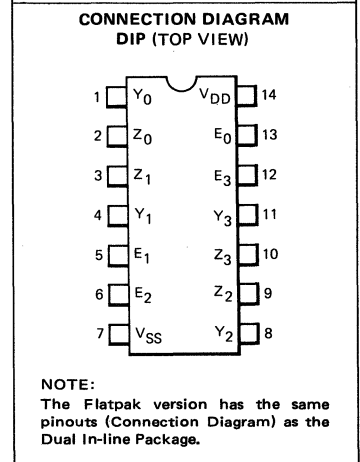 CONNECTION DIAGRAM
DIP (TOP VIEW)
1 Y0 VDD 14
2 Z0 E0 13
3 Z1 E3 12
4 Y1 Y3 11
5 E1 Z3 10
6 E2 Z2 9
7 VSS Y2 8
NOTE:
The Flatpak version has the same
pinouts (Connection Diagram) as the
Dual In-line Package.